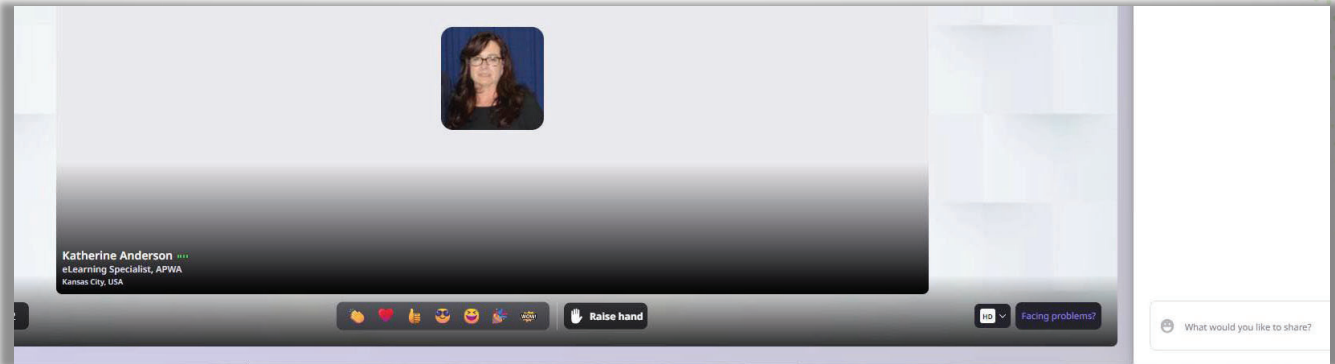 Katherine Anderson
eLearning Specialist, APWA
Kansas City, USA
WOW!
Raise hand
HD
Facing problems?
What would you like to share?